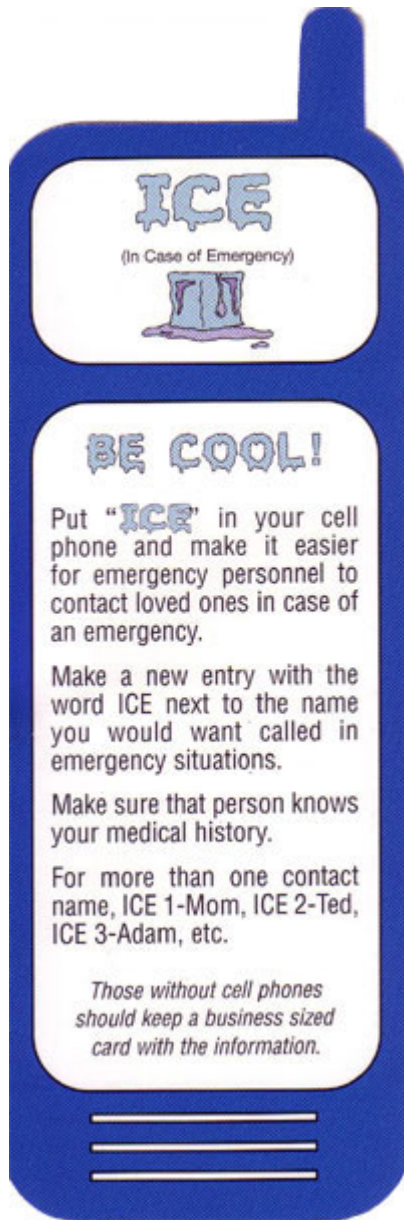 ICE
(In Case of Emergency)
BE COOL!
Put "ICE" in your cell
phone and make it easier
for emergency personnel to
contact loved ones in case of
an emergency.
Make a new entry with the
word ICE next to the name
you would want called in
emergency situations.
Make sure that person knows
your medical history.
For more than one contact
name, ICE 1-Mom, ICE 2-Ted,
ICE 3-Adam, etc.
Those without cell phones
should keep a business sized
card with the information.